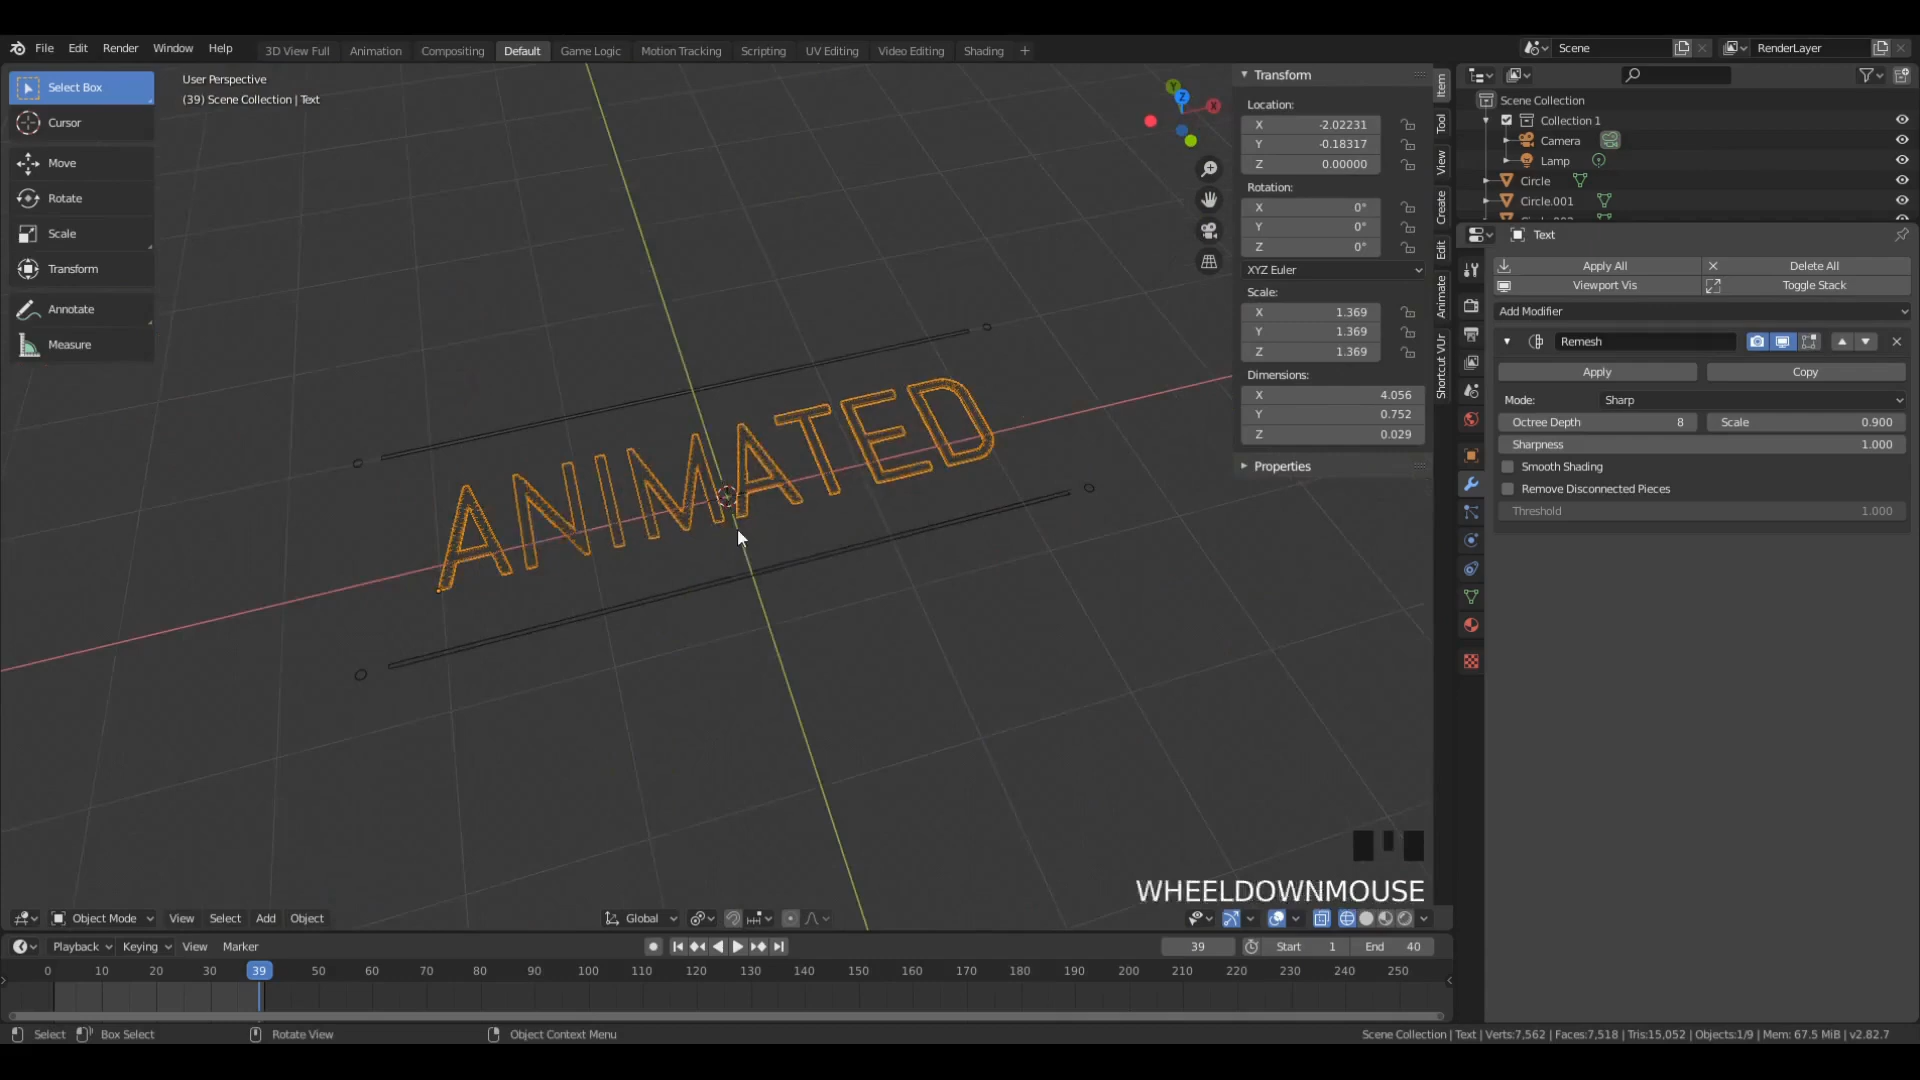 File Edit Render Window Help 3D View Full Animation Compositing Default Game Logic Motion Tracking Scripting UV Editing Video Editing Shading + Scene RenderLayer
Select Box
Cursor
Move
Rotate
Scale
Transform
Annotate
Measure
User Perspective
(39) Scene Collection | Text
ANIMATED
Y
Z
X
Transform
Location:
X -2.02231
Y -0.18317
Z 0.00000
Rotation:
X 0°
Y 0°
Z 0°
XYZ Euler
Scale:
X 1.369
Y 1.369
Z 1.369
Dimensions:
X 4.056
Y 0.752
Z 0.029
Properties
Item
Tool
View
Create
Edit
Animate
Shortcut VUr
Scene Collection
Collection 1
Camera
Lamp
Circle
Circle.001
Text
Apply All Delete All
Viewport Vis Toggle Stack
Add Modifier
Remesh
Apply Copy
Mode: Sharp
Octree Depth 8 Scale 0.900
Sharpness 1.000
Smooth Shading
Remove Disconnected Pieces
Threshold 1.000
WHEELDOWNMOUSE
Object Mode View Select Add Object Global
Playback Keying View Marker 39 Start 1 End 40
0 10 20 30 39 50 60 70 80 90 100 110 120 130 140 150 160 170 180 190 200 210 220 230 240 250
Select Box Select Rotate View Object Context Menu Scene Collection | Text | Verts:7,562 | Faces:7,518 | Tris:15,052 | Objects:1/9 | Mem: 67.5 MiB | v2.82.7